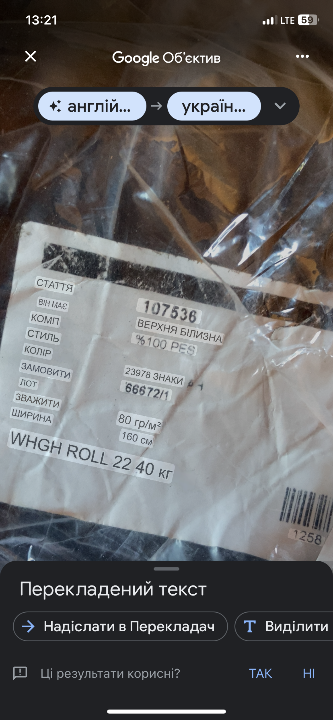 13:21
LTE 59
Google Об'єктив
англій... → україн...
СТАТТЯ 107536
ВІН МАЄ ВЕРХНЯ БІЛИЗНА
КОМП %100 PES
СТИЛЬ
КОЛІР 23978 ЗНАКИ
ЗАМОВИТИ 66672/1
ЛОТ
ЗВАЖИТИ 80 гр/м²
ШИРИНА 160 см
WHGH ROLL 22 40 кг
1258
Перекладений текст
Надіслати в Перекладач
Виділити
Ці результати корисні?
ТАК
НІ